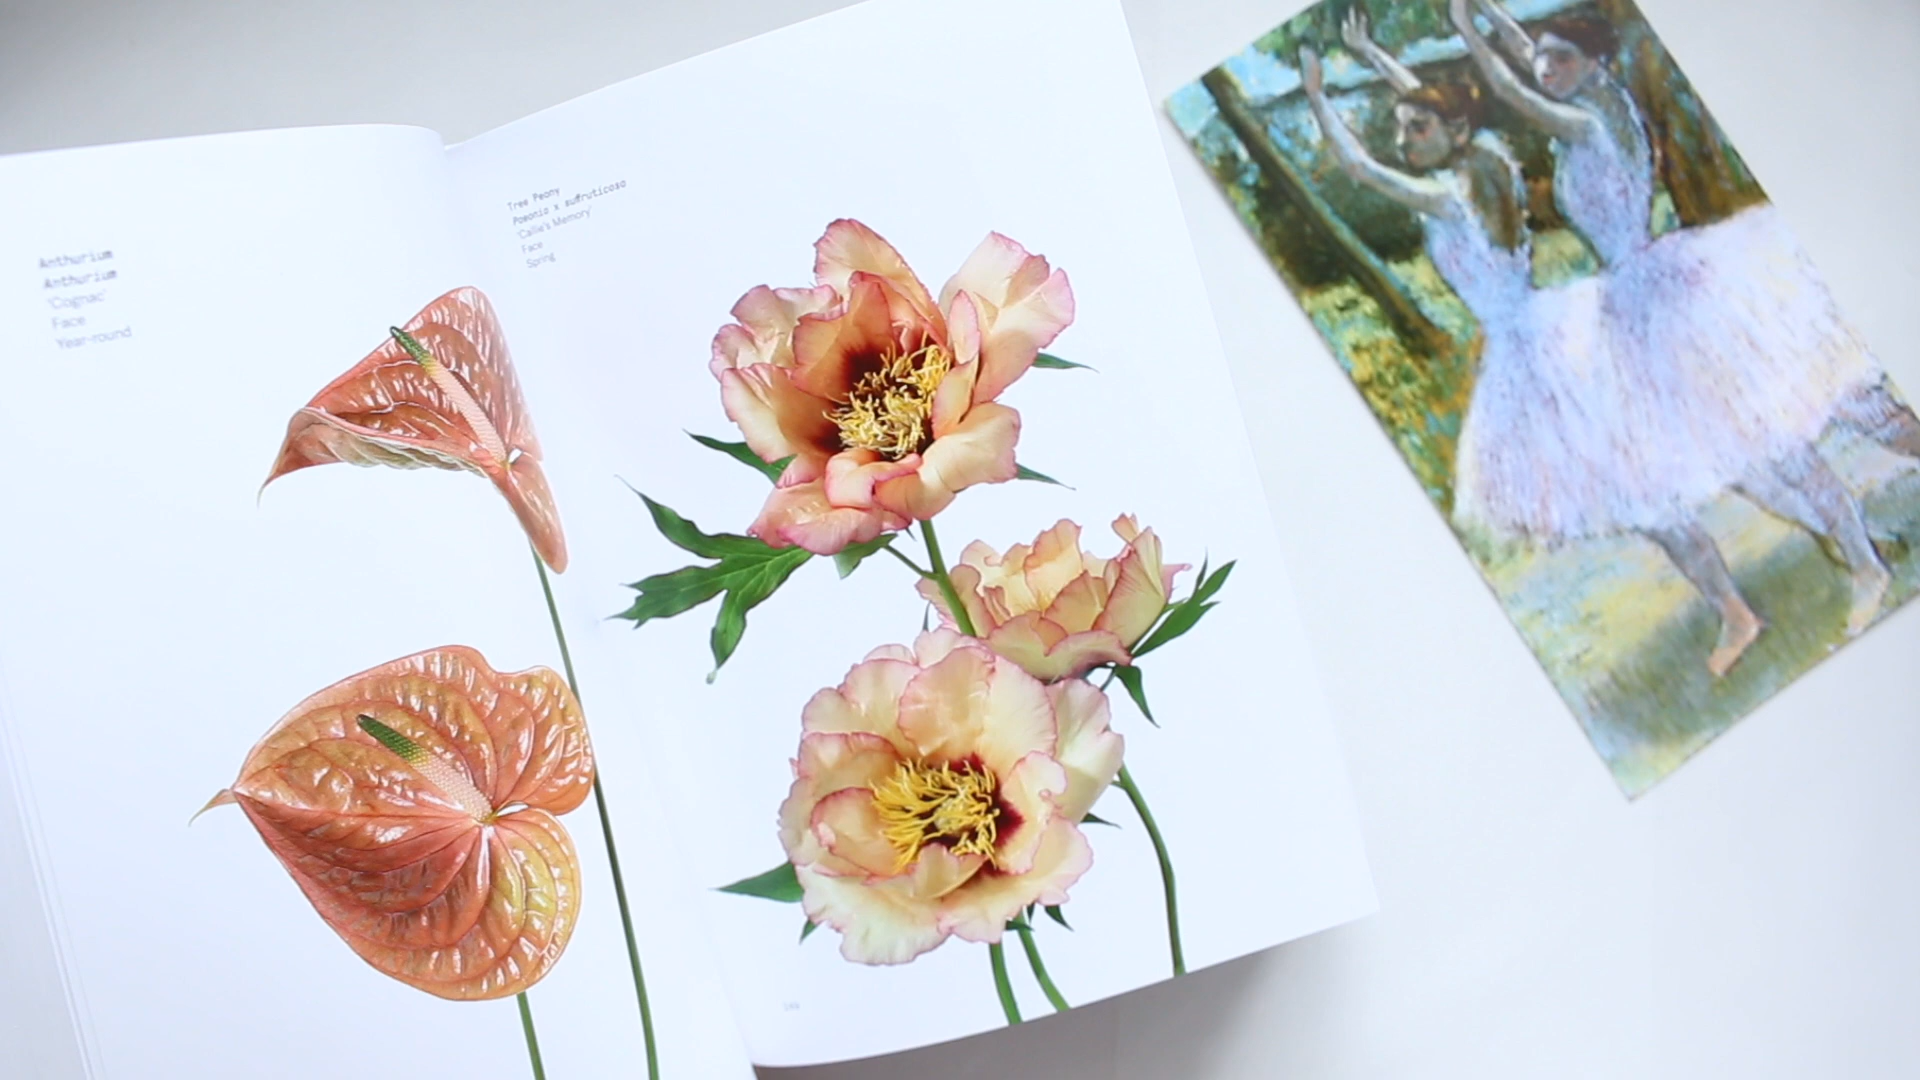 Anthurium
Anthurium
'Cognac'
Face
Year-round
Tree Peony
Paeonia x suffruticosa
'Callie's Memory'
Face
Spring